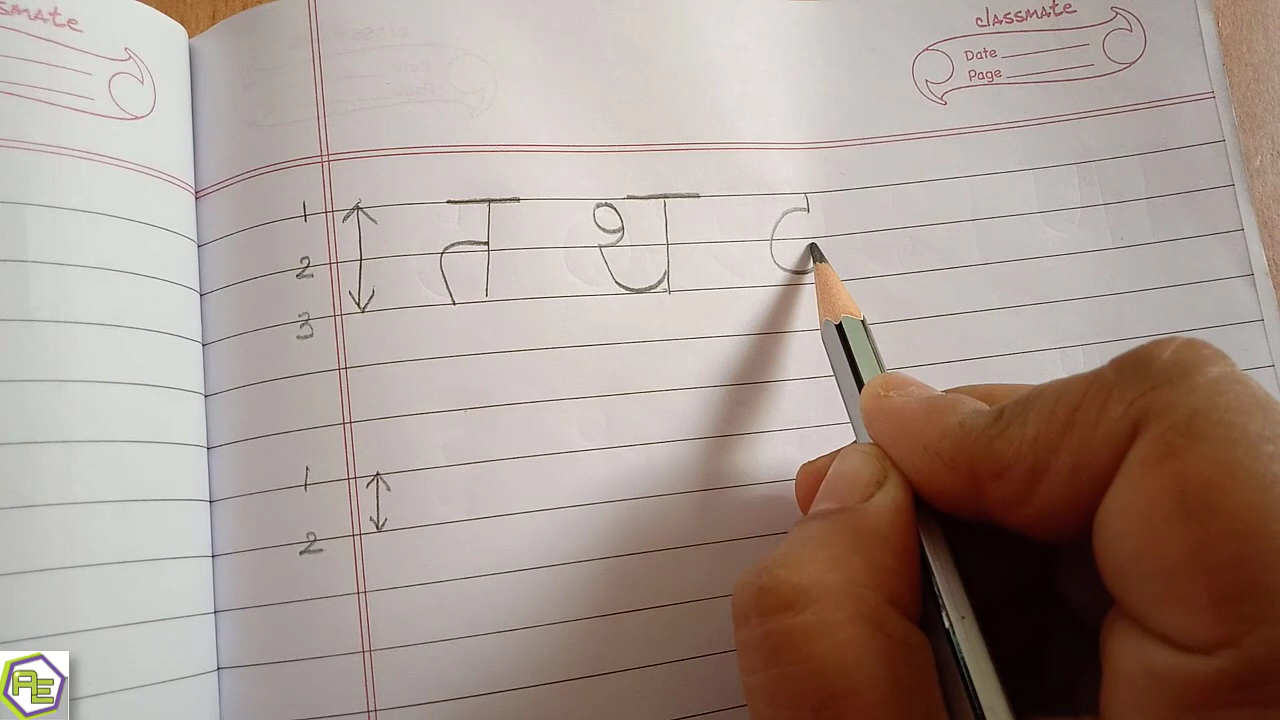 classmate
Date
Page
1 त थ
2
3
1
2
AE